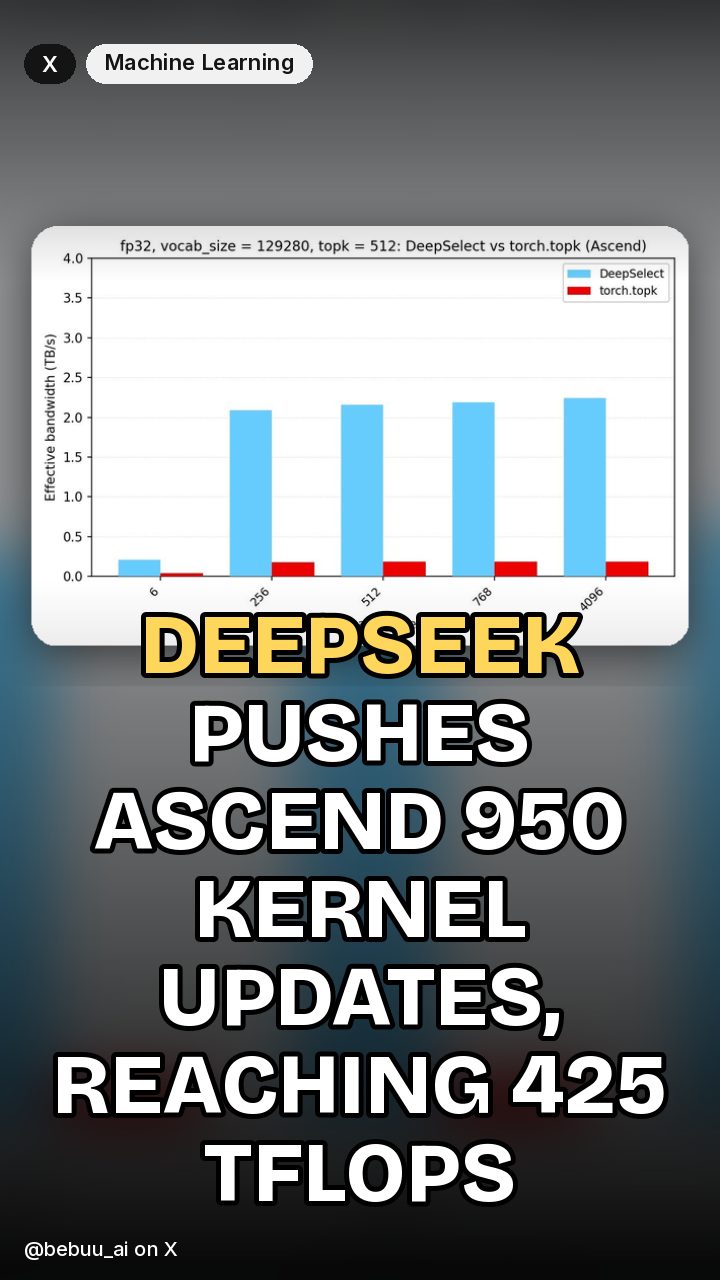 X
Machine Learning
fp32, vocab_size = 129280, topk = 512: DeepSelect vs torch.topk (Ascend)
DeepSelect
torch.topk
Effective bandwidth (TB/s)
4.0
3.5
3.0
2.5
2.0
1.5
1.0
0.5
0.0
6
256
512
768
4096
DEEPSEEK
PUSHES
ASCEND 950
KERNEL
UPDATES,
REACHING 425
TFLOPS
@bebuu_ai on X